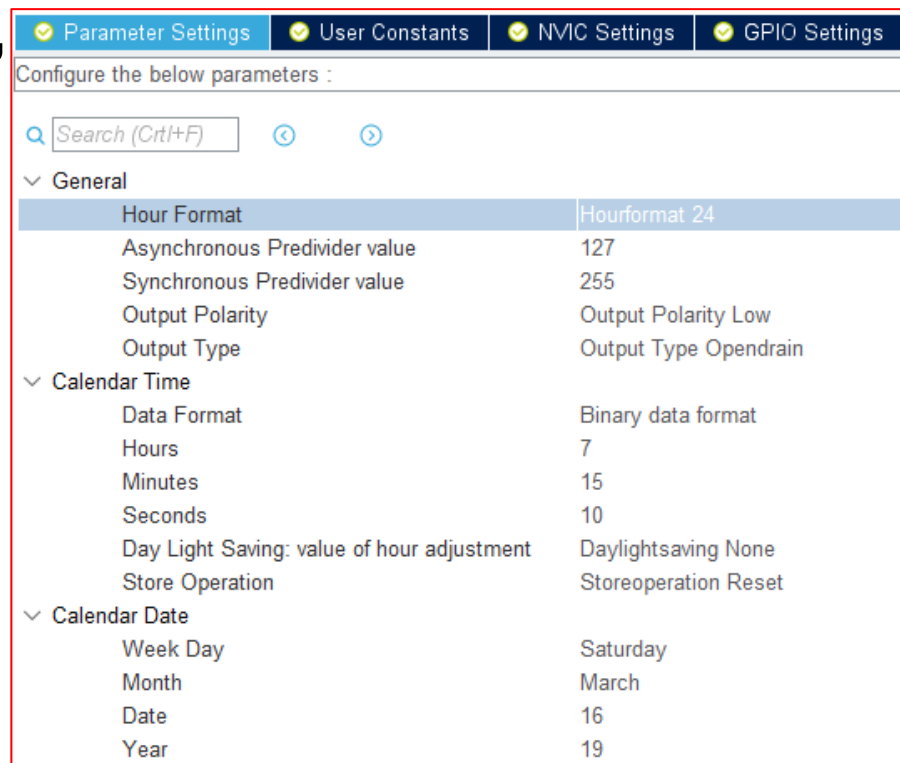 Parameter Settings User Constants NVIC Settings GPIO Settings
Configure the below parameters :
Search (Crtl+F)
General
Hour Format Hourformat 24
Asynchronous Predivider value 127
Synchronous Predivider value 255
Output Polarity Output Polarity Low
Output Type Output Type Opendrain
Calendar Time
Data Format Binary data format
Hours 7
Minutes 15
Seconds 10
Day Light Saving: value of hour adjustment Daylightsaving None
Store Operation Storeoperation Reset
Calendar Date
Week Day Saturday
Month March
Date 16
Year 19